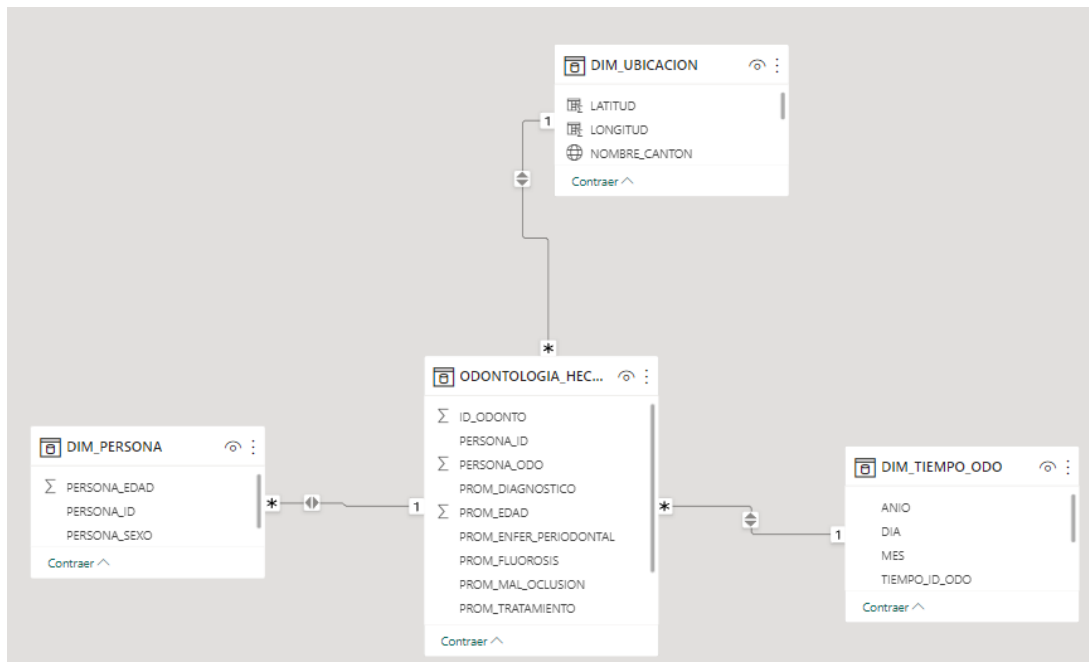 DIM_UBICACION
LATITUD
LONGITUD
NOMBRE_CANTON
Contraer
1
*
ODONTOLOGIA_HEC...
ID_ODONTO
PERSONA_ID
PERSONA_ODO
PROM_DIAGNOSTICO
PROM_EDAD
PROM_ENFER_PERIODONTAL
PROM_FLUOROSIS
PROM_MAL_OCLUSION
PROM_TRATAMIENTO
Contraer
DIM_PERSONA
PERSONA_EDAD
PERSONA_ID
PERSONA_SEXO
Contraer
*
1
*
1
DIM_TIEMPO_ODO
ANIO
DIA
MES
TIEMPO_ID_ODO
Contraer